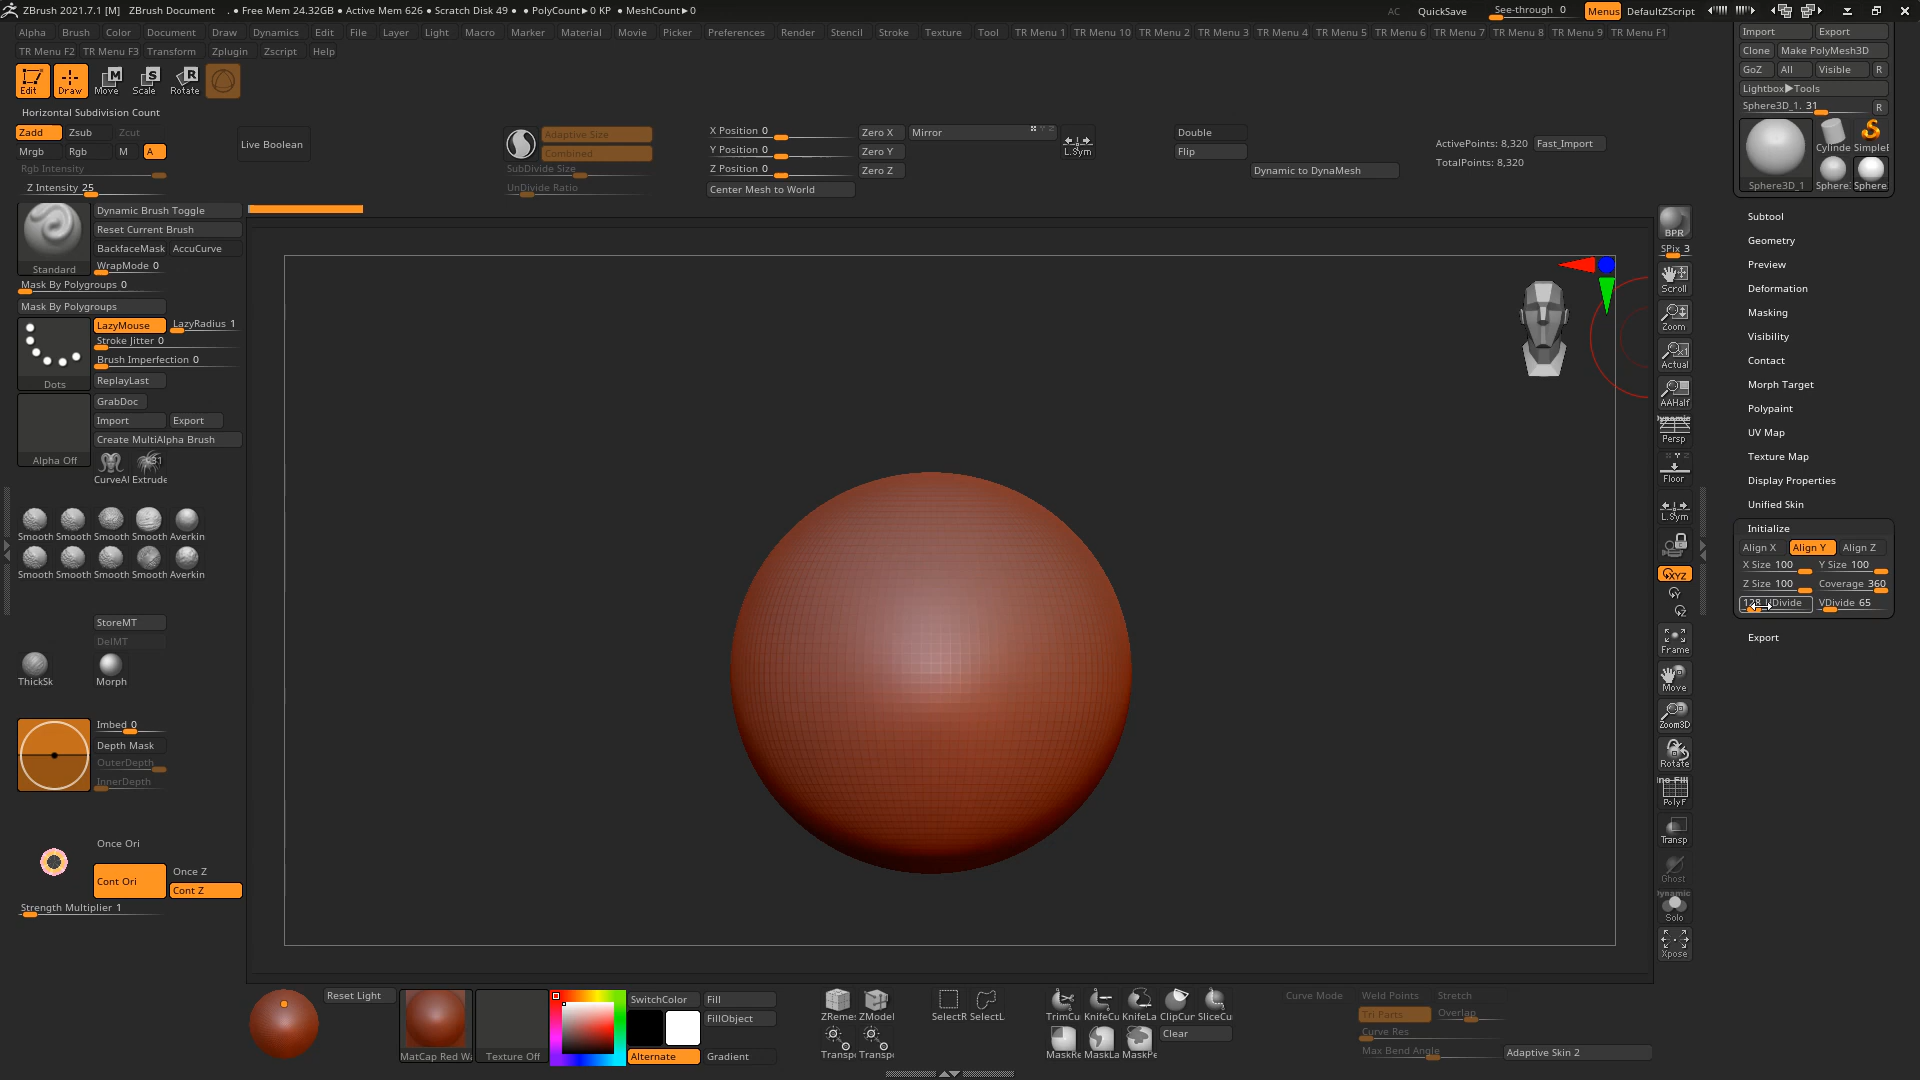 ZBrush 2021.7.1 [M] ZBrush Document . ● Free Mem 24.32GB ● Active Mem 626 ● Scratch Disk 49 ● ● PolyCount►0 KP ● MeshCount►0 AC QuickSave See-through 0 Menus DefaultZScript
Alpha Brush Color Document Draw Dynamics Edit File Layer Light Macro Marker Material Movie Picker Preferences Render Stencil Stroke Texture Tool TR Menu 1 TR Menu 10 TR Menu 2 TR Menu 3 TR Menu 4 TR Menu 5 TR Menu 6 TR Menu 7 TR Menu 8 TR Menu 9 TR Menu F1
TR Menu F2 TR Menu F3 Transform Zplugin Zscript Help
Edit Draw Move Scale Rotate
Horizontal Subdivision Count
Zadd Zsub Zcut
Mrgb Rgb M A
Rgb Intensity
Z Intensity 25
Live Boolean
Adaptive Size
Combined
SubDivide Size
UnDivide Ratio
X Position 0 Zero X Mirror
Y Position 0 Zero Y
Z Position 0 Zero Z
Center Mesh to World
L.Sym
Double
Flip
Dynamic to DynaMesh
ActivePoints: 8,320 Fast_Import
TotalPoints: 8,320
Standard
Dynamic Brush Toggle
Reset Current Brush
BackfaceMask AccuCurve
WrapMode 0
Mask By Polygroups 0
Mask By Polygroups
Dots
LazyMouse LazyRadius 1
Stroke Jitter 0
Brush Imperfection 0
ReplayLast
GrabDoc
Import Export
Create MultiAlpha Brush
Alpha Off
CurveAl Extrude
Smooth Smooth Smooth Smooth Averkin
Smooth Smooth Smooth Smooth Averkin
StoreMT
DelMT
ThickSk Morph
Imbed 0
Depth Mask
OuterDepth
InnerDepth
Once Ori
Cont Ori
Once Z
Cont Z
Strength Multiplier 1
BPR
SPix 3
Scroll
Zoom
Actual
AAHalf
Dynamic
Persp
Floor
L.Sym
XYZ
Frame
Move
Zoom3D
Rotate
PolyF
Transp
Ghost
Dynamic
Solo
Xpose
Import Export
Clone Make PolyMesh3D
GoZ All Visible R
Lightbox►Tools
Sphere3D_1. 31 R
Sphere3D_1
Cylinde SimpleE
Sphere Sphere
Subtool
Geometry
Preview
Deformation
Masking
Visibility
Contact
Morph Target
Polypaint
UV Map
Texture Map
Display Properties
Unified Skin
Initialize
Align X Align Y Align Z
X Size 100 Y Size 100
Z Size 100 Coverage 360
VDivide 65
Export
Reset Light
MatCap Red Wa
Texture Off
SwitchColor
Alternate
Fill
FillObject
Gradient
ZRemes ZModel
Transpo Transpo
SelectR SelectL
TrimCu KnifeCu KnifeLa ClipCur SliceCu
Clear
MaskRe MaskLa MaskPe
Curve Mode Weld Points Stretch
Tri Parts Overlap
Curve Res
Max Bend Angle
Adaptive Skin 2